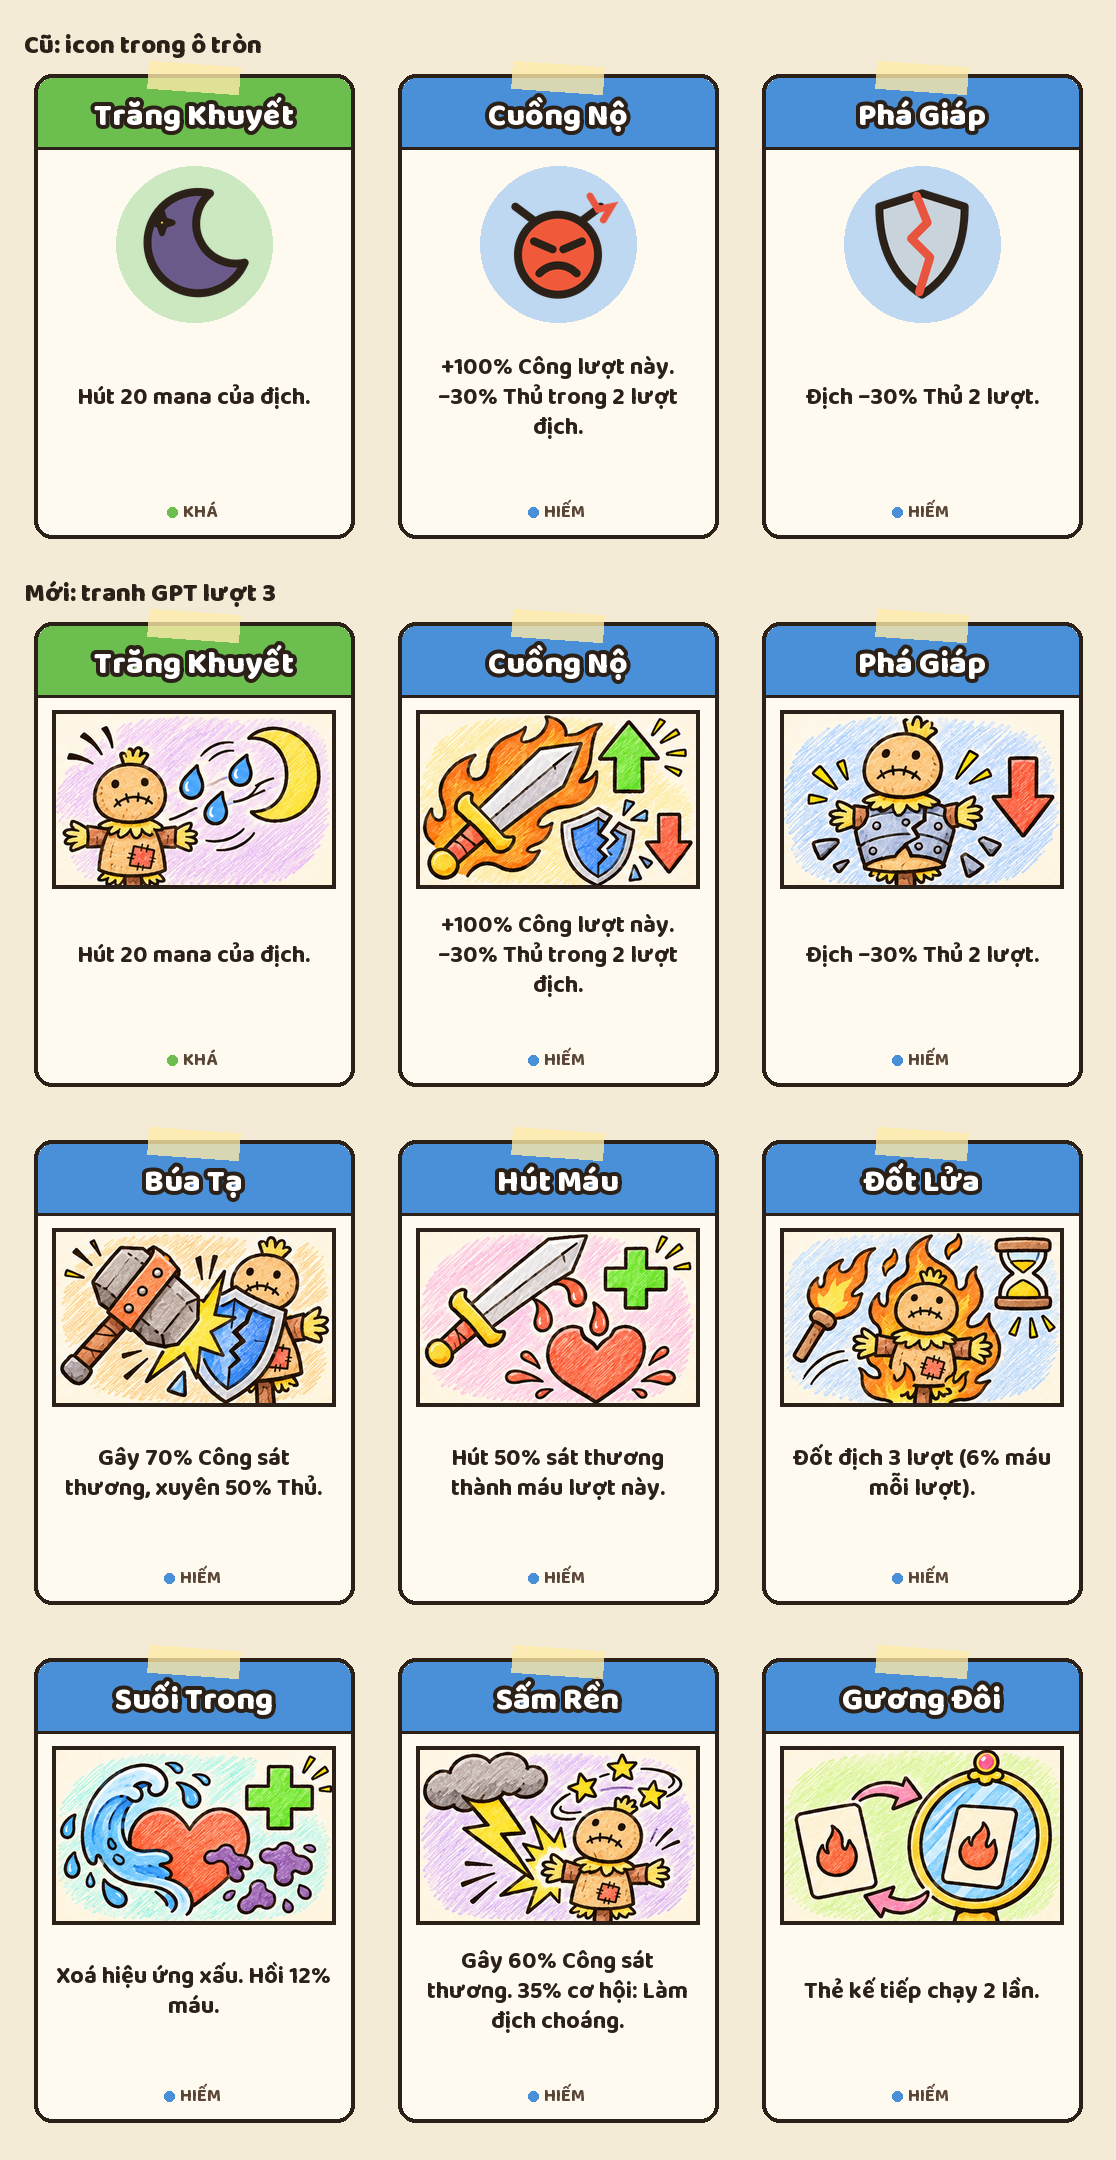 Cũ: icon trong ô tròn
Trăng Khuyết
Hút 20 mana của địch.
KHÁ
Cuồng Nộ
+100% Công lượt này.
−30% Thủ trong 2 lượt
địch.
HIẾM
Phá Giáp
Địch −30% Thủ 2 lượt.
HIẾM
Mới: tranh GPT lượt 3
Trăng Khuyết
Hút 20 mana của địch.
KHÁ
Cuồng Nộ
+100% Công lượt này.
−30% Thủ trong 2 lượt
địch.
HIẾM
Phá Giáp
Địch −30% Thủ 2 lượt.
HIẾM
Búa Tạ
Gây 70% Công sát
thương, xuyên 50% Thủ.
HIẾM
Hút Máu
Hút 50% sát thương
thành máu lượt này.
HIẾM
Đốt Lửa
Đốt địch 3 lượt (6% máu
mỗi lượt).
HIẾM
Suối Trong
Xoá hiệu ứng xấu. Hồi 12%
máu.
HIẾM
Sấm Rền
Gây 60% Công sát
thương. 35% cơ hội: Làm
địch choáng.
HIẾM
Gương Đôi
Thẻ kế tiếp chạy 2 lần.
HIẾM